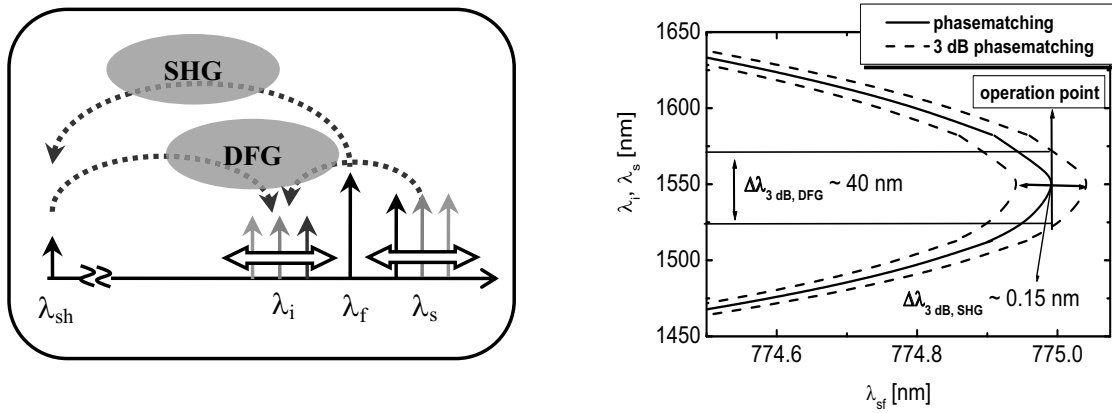 SHG
DFG
λsh
λi
λf
λs
phasematching
3 dB phasematching
operation point
1650
1600
1550
1500
1450
λi, λs [nm]
Δλ3 dB, DFG ~ 40 nm
Δλ3 dB, SHG ~ 0.15 nm
774.6
774.8
775.0
λsf [nm]